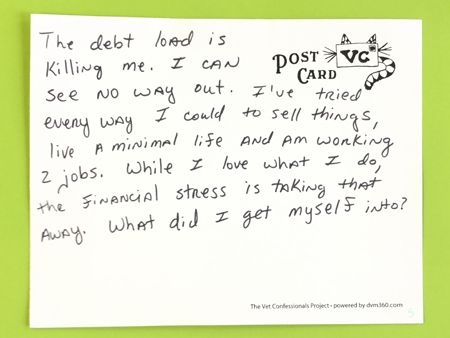 The debt load is
killing me. I can
see no way out. I've tried
every way I could to sell things,
live a minimal life and am working
2 jobs. While I love what I do,
the financial stress is taking that
away. What did I get myself into?
POST
CARD
VC
The Vet Confessionals Project • powered by dvm360.com
5